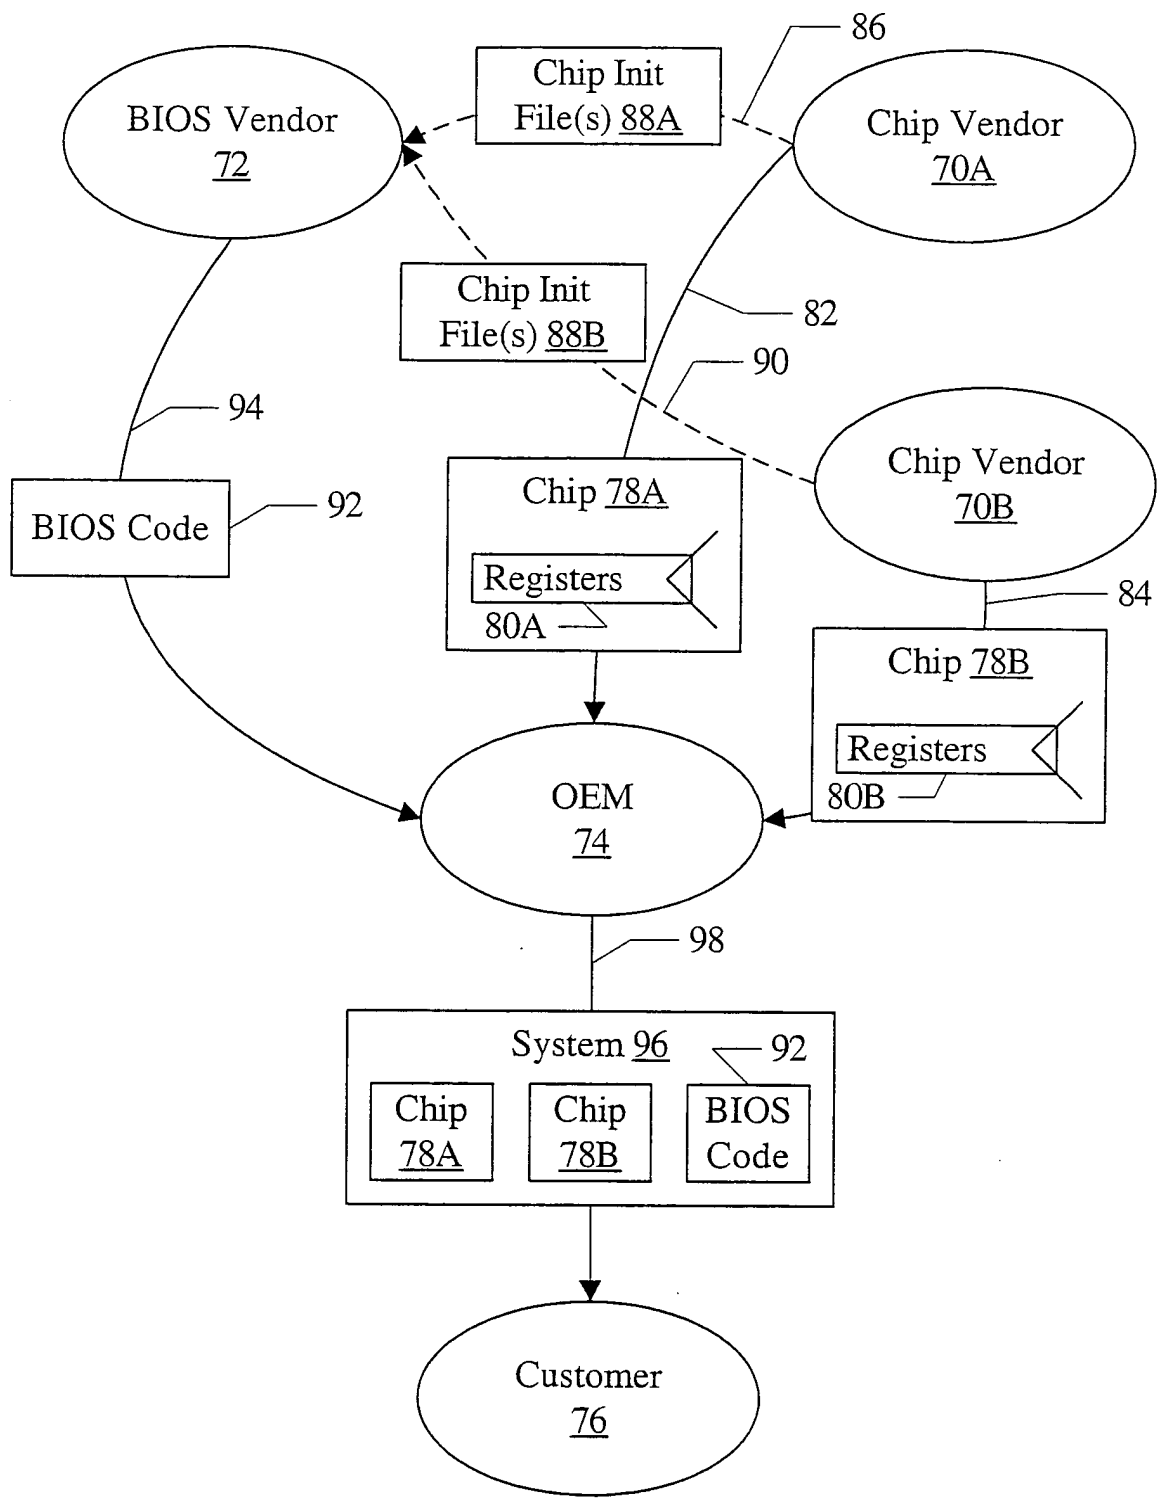 86
Chip Init
File(s) 88A
BIOS Vendor
72
Chip Vendor
70A
Chip Init
File(s) 88B
82
90
94
Chip Vendor
70B
Chip 78A
92
BIOS Code
Registers
80A
84
Chip 78B
Registers
80B
OEM
74
98
System 96
92
Chip
78A
Chip
78B
BIOS
Code
Customer
76